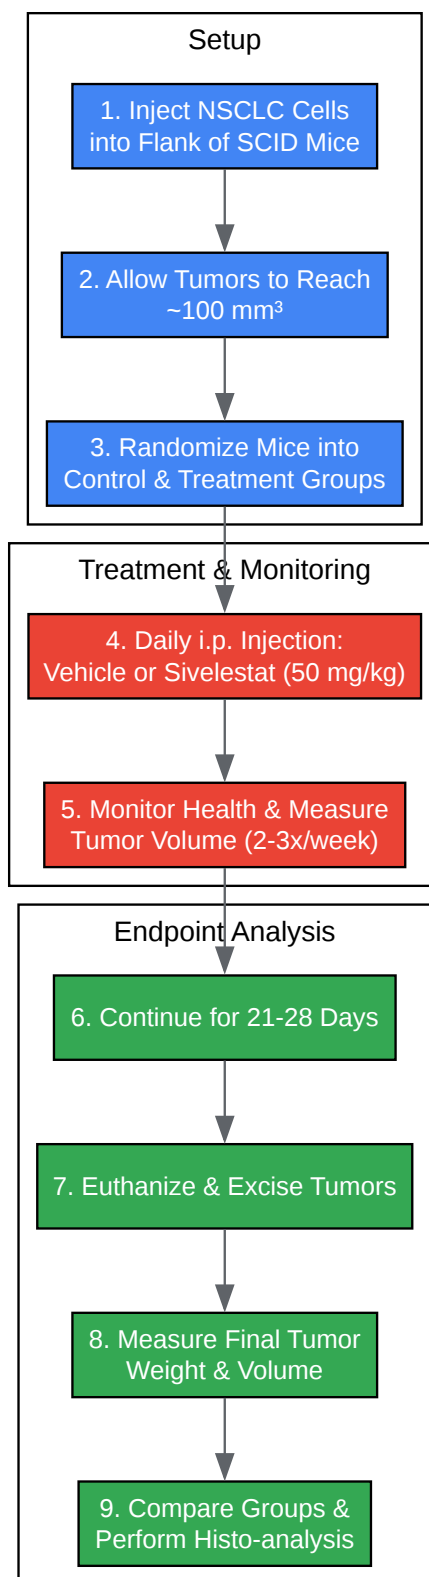 Setup
1. Inject NSCLC Cells
into Flank of SCID Mice
2. Allow Tumors to Reach
~100 mm³
3. Randomize Mice into
Control & Treatment Groups
Treatment & Monitoring
4. Daily i.p. Injection:
Vehicle or Sivelestat (50 mg/kg)
5. Monitor Health & Measure
Tumor Volume (2-3x/week)
Endpoint Analysis
6. Continue for 21-28 Days
7. Euthanize & Excise Tumors
8. Measure Final Tumor
Weight & Volume
9. Compare Groups &
Perform Histo-analysis